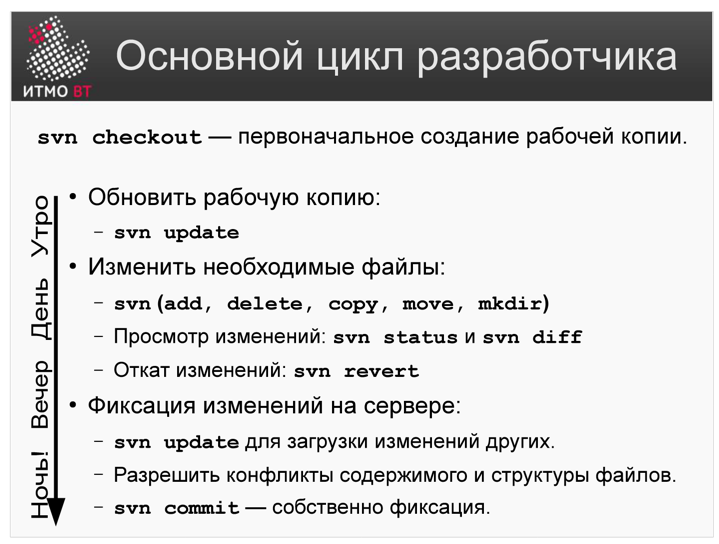 Основной цикл разработчика
ИТМО ВТ
svn checkout — первоначальное создание рабочей копии.
Ночь! Вечер День Утро
• Обновить рабочую копию:
– svn update
• Изменить необходимые файлы:
– svn (add, delete, copy, move, mkdir)
– Просмотр изменений: svn status и svn diff
– Откат изменений: svn revert
• Фиксация изменений на сервере:
– svn update для загрузки изменений других.
– Разрешить конфликты содержимого и структуры файлов.
– svn commit — собственно фиксация.